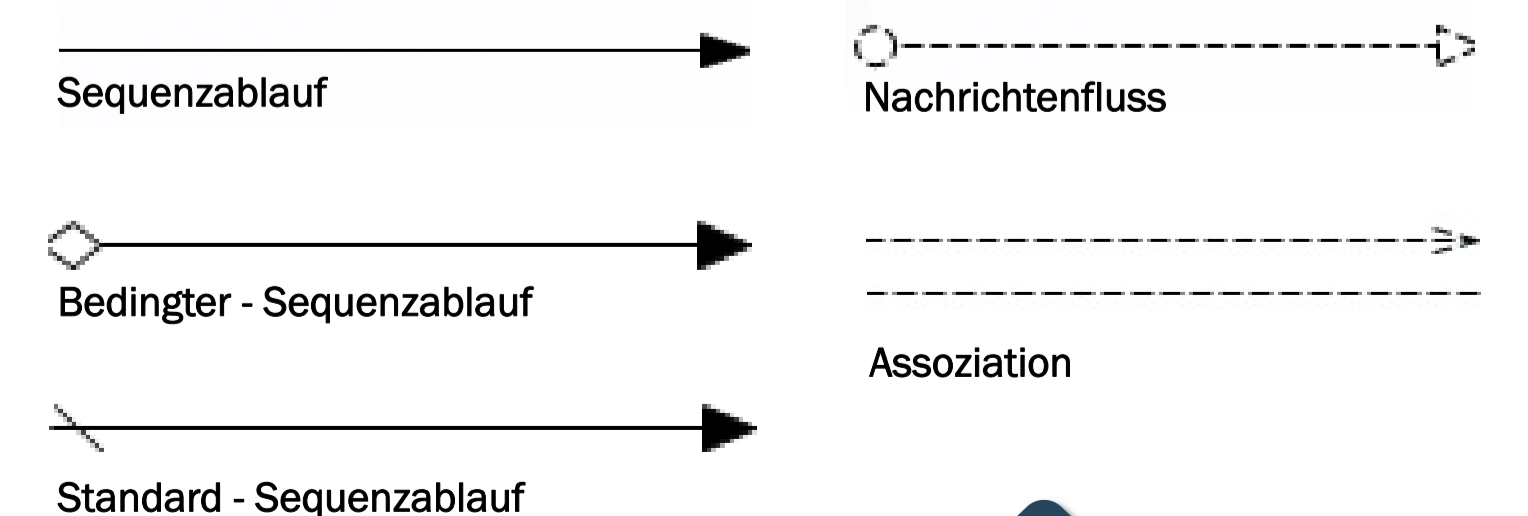 Sequenzablauf
Nachrichtenfluss
Bedingter - Sequenzablauf
Assoziation
Standard - Sequenzablauf